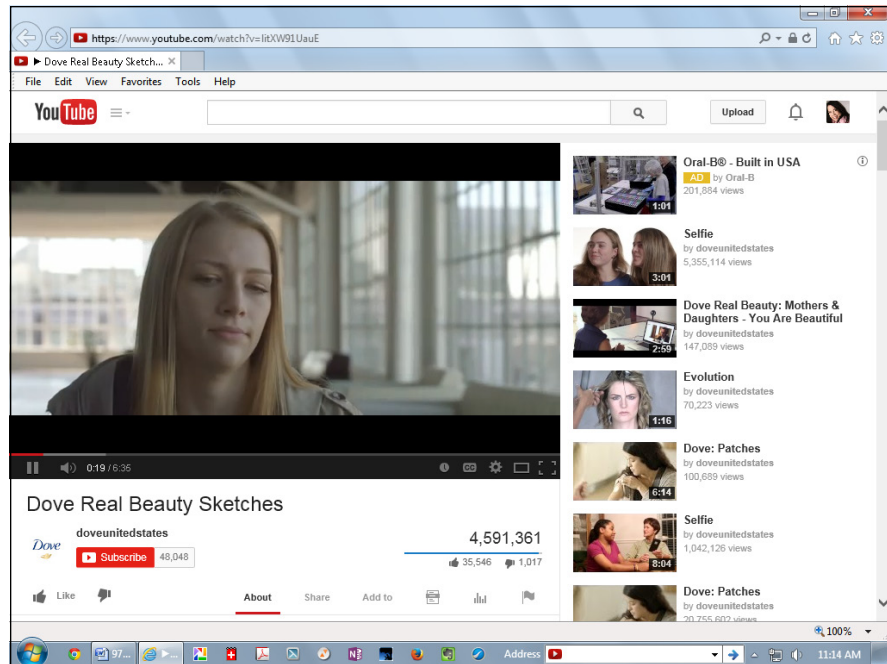 https://www.youtube.com/watch?v=litXW91UauE
Dove Real Beauty Sketch...
File Edit View Favorites Tools Help
YouTube
Upload
Oral-B® - Built in USA
AD by Oral-B
201,884 views
1:01
Selfie
by doveunitedstates
5,355,114 views
3:01
Dove Real Beauty: Mothers &
Daughters - You Are Beautiful
by doveunitedstates
147,089 views
2:59
Evolution
by doveunitedstates
70,223 views
1:16
Dove: Patches
by doveunitedstates
100,689 views
6:14
Selfie
by doveunitedstates
1,042,126 views
8:04
Dove: Patches
by doveunitedstates
20,755,602 views
0:19 / 6:35
CC
Dove Real Beauty Sketches
Dove
doveunitedstates
Subscribe 48,048
4,591,361
35,546 1,017
Like About Share Add to
100%
97... Address 11:14 AM